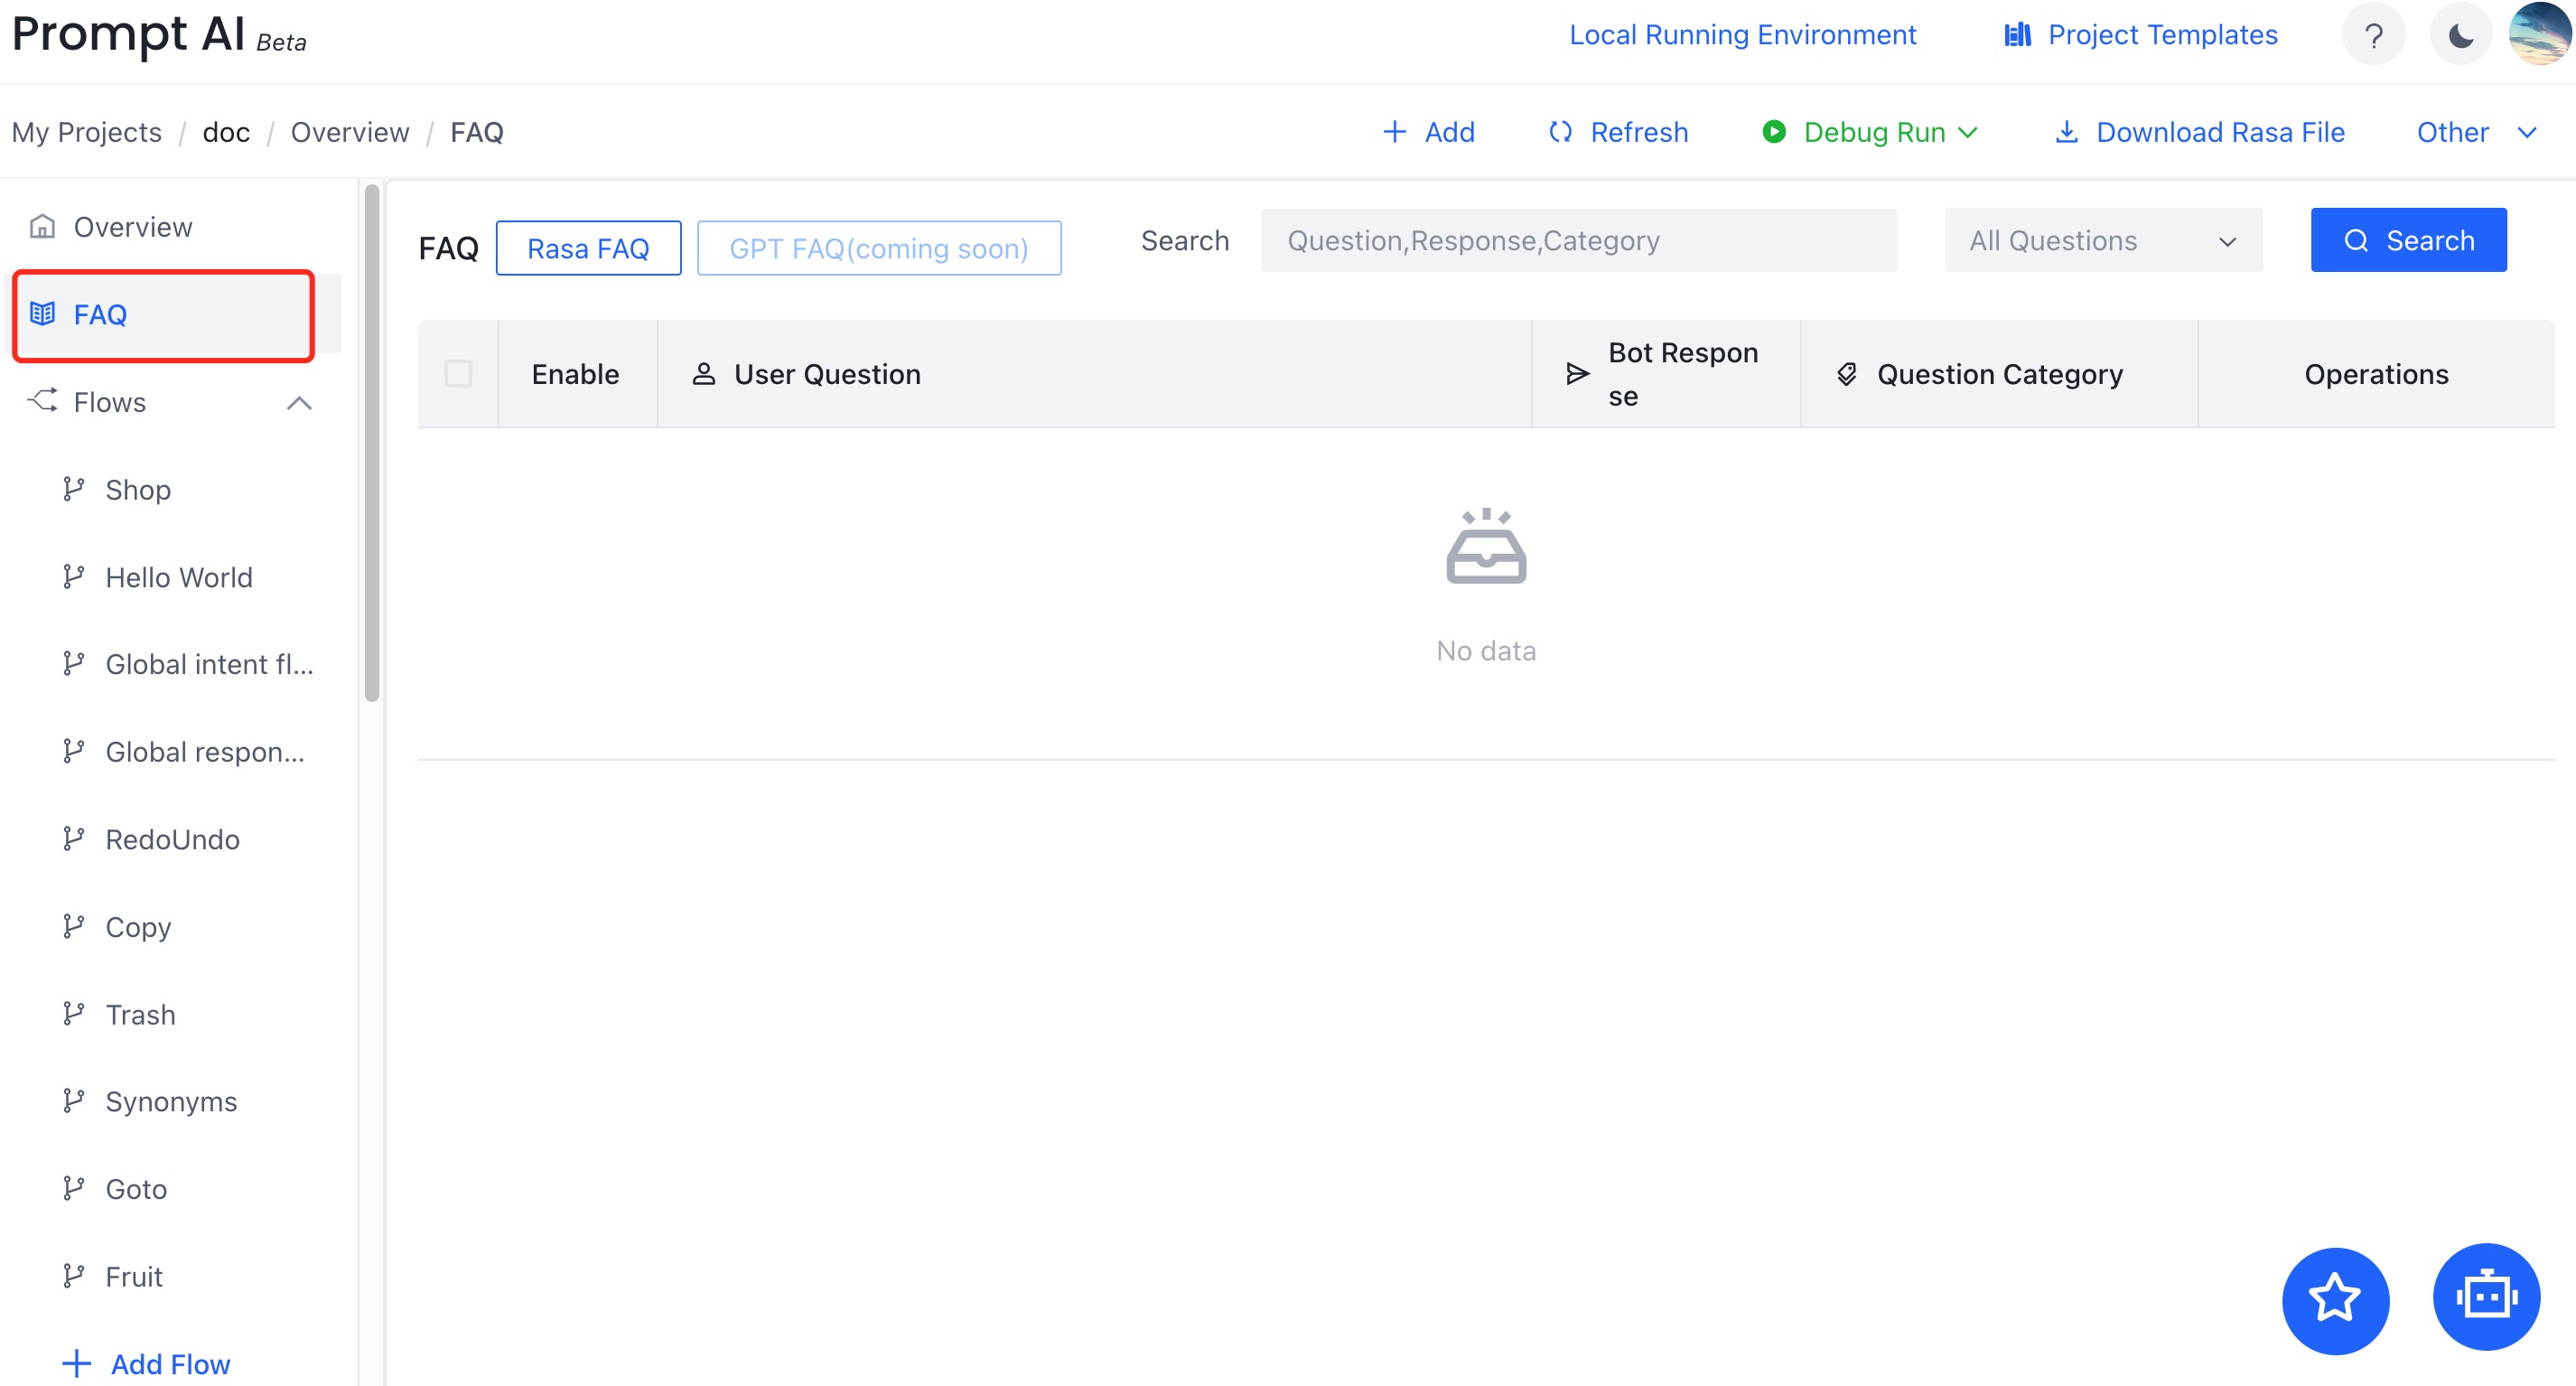 Prompt AI Beta
Local Running Environment
Project Templates
?
My Projects / doc / Overview / FAQ
Add
Refresh
Debug Run
Download Rasa File
Other
Overview
FAQ
Flows
Shop
Hello World
Global intent fl...
Global respon...
RedoUndo
Copy
Trash
Synonyms
Goto
Fruit
Add Flow
FAQ
Rasa FAQ
GPT FAQ(coming soon)
Search
Question,Response,Category
All Questions
Search
Enable
User Question
Bot Respon
se
Question Category
Operations
No data